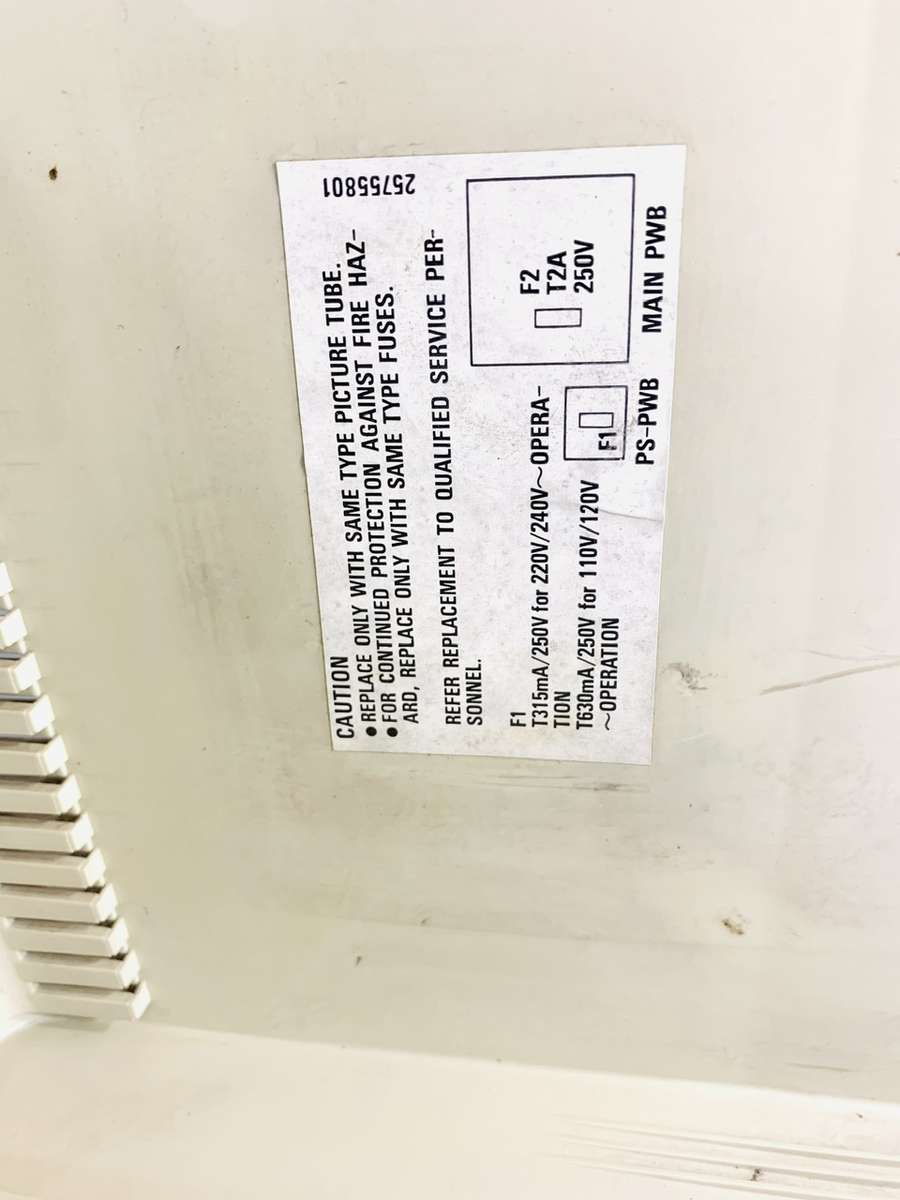 25755801
CAUTION
● REPLACE ONLY WITH SAME TYPE PICTURE TUBE.
● FOR CONTINUED PROTECTION AGAINST FIRE HAZ-
ARD, REPLACE ONLY WITH SAME TYPE FUSES.
REFER REPLACEMENT TO QUALIFIED SERVICE PER-
SONNEL.
F1
T315mA/250V for 220V/240V～OPERA-
TION
T630mA/250V for 110V/120V
～OPERATION
F1
PS-PWB
F2
T2A
250V
MAIN PWB